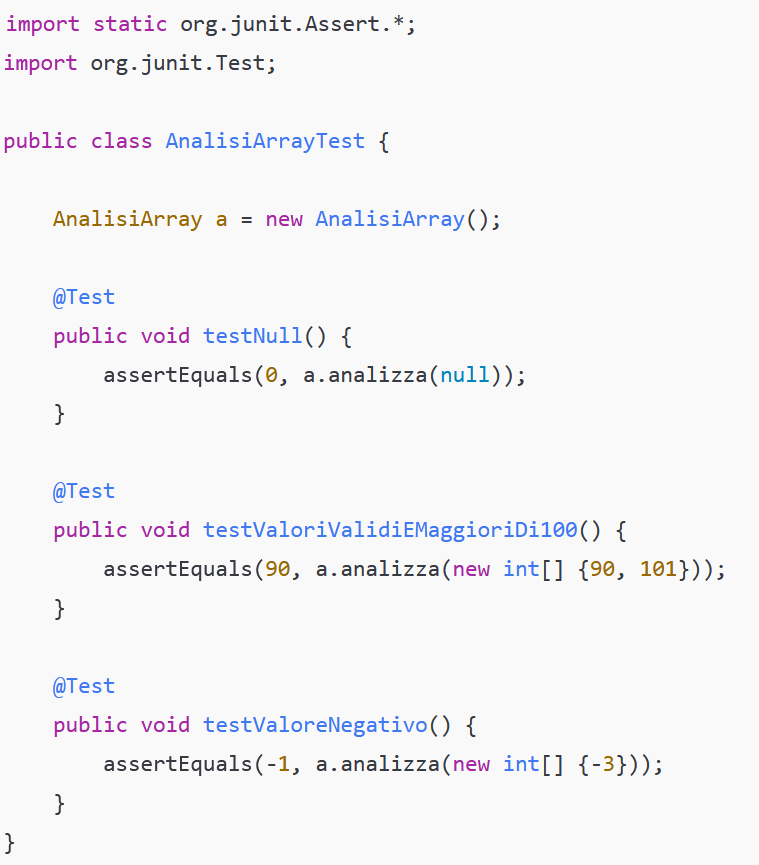 import static org.junit.Assert.*;
import org.junit.Test;
public class AnalisiArrayTest {
AnalisiArray a = new AnalisiArray();
@Test
public void testNull() {
assertEquals(0, a.analizza(null));
}
@Test
public void testValoriValidiEMaggioriDi100() {
assertEquals(90, a.analizza(new int[] {90, 101}));
}
@Test
public void testValoreNegativo() {
assertEquals(-1, a.analizza(new int[] {-3}));
}
}